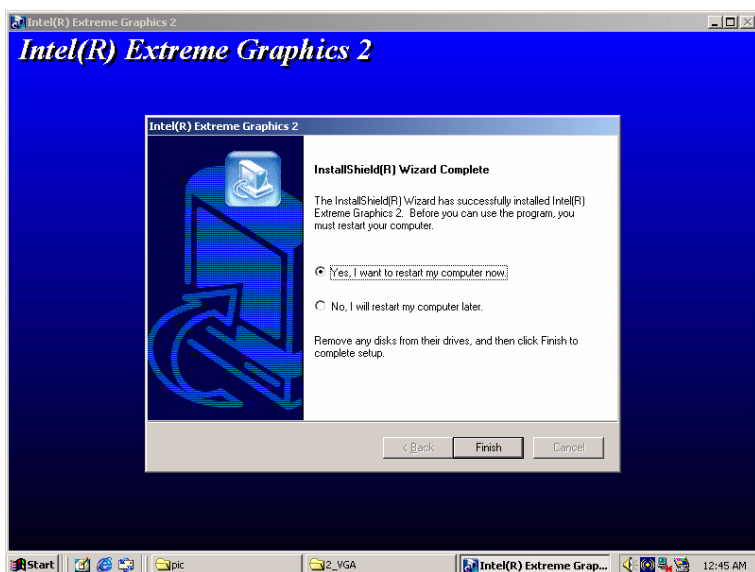 Intel(R) Extreme Graphics 2
Intel(R) Extreme Graphics 2
Intel(R) Extreme Graphics 2
InstallShield(R) Wizard Complete
The InstallShield(R) Wizard has successfully installed Intel(R)
Extreme Graphics 2. Before you can use the program, you
must restart your computer.
Yes, I want to restart my computer now.
No, I will restart my computer later.
Remove any disks from their drives, and then click Finish to
complete setup.
< Back Finish Cancel
Start pic 2_VGA Intel(R) Extreme Grap... 12:45 AM